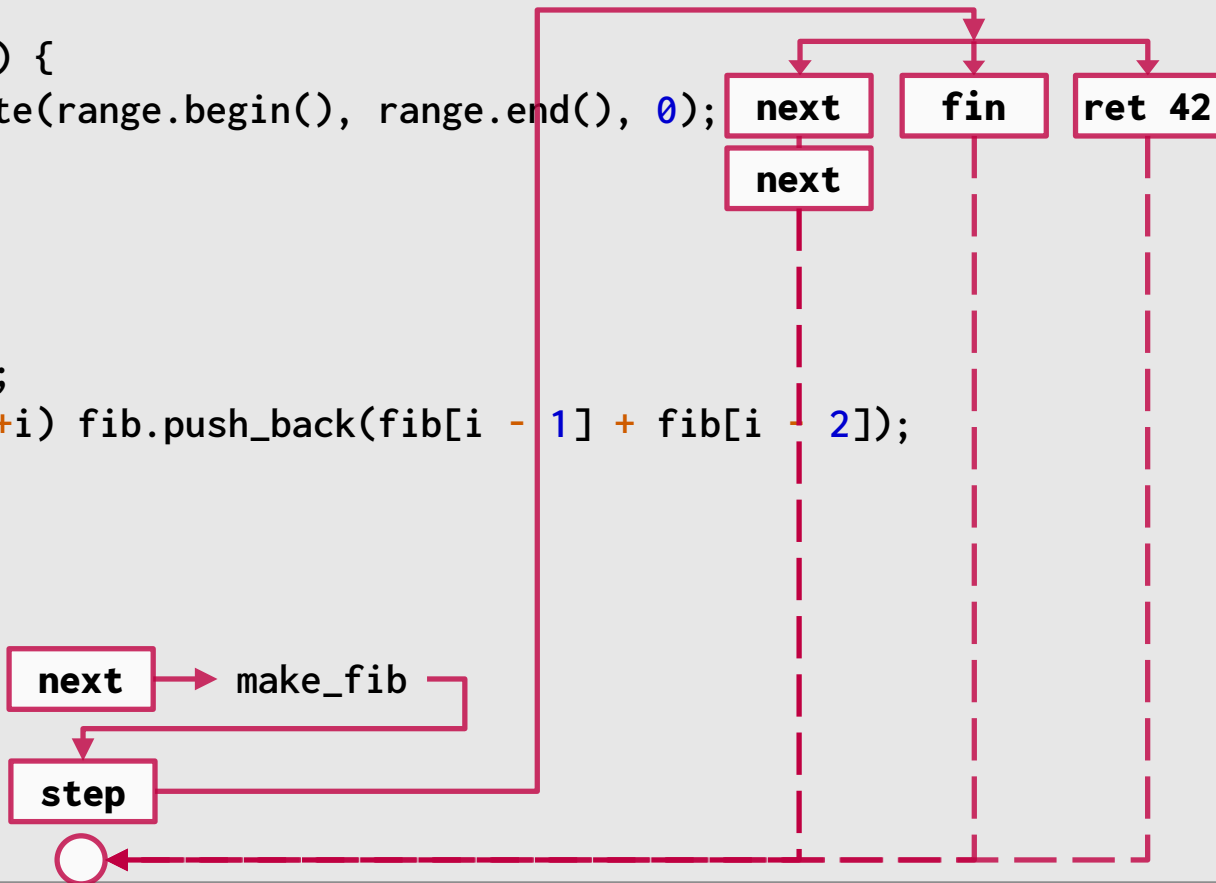 ) {
te(range.begin(), range.end(), 0);
next
fin
ret 42
next
;
+i) fib.push_back(fib[i - 1] + fib[i - 2]);
next
make_fib
step